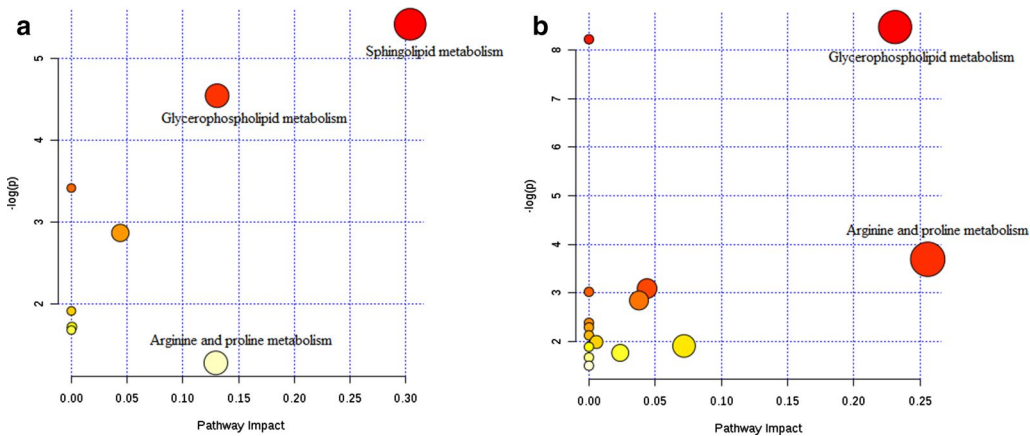 a
Sphingolipid metabolism
Glycerophospholipid metabolism
Arginine and proline metabolism
5
4
3
2
-log(p)
0.00 0.05 0.10 0.15 0.20 0.25 0.30
Pathway Impact
b
Glycerophospholipid metabolism
Arginine and proline metabolism
8
7
6
5
4
3
2
-log(p)
0.00 0.05 0.10 0.15 0.20 0.25
Pathway Impact